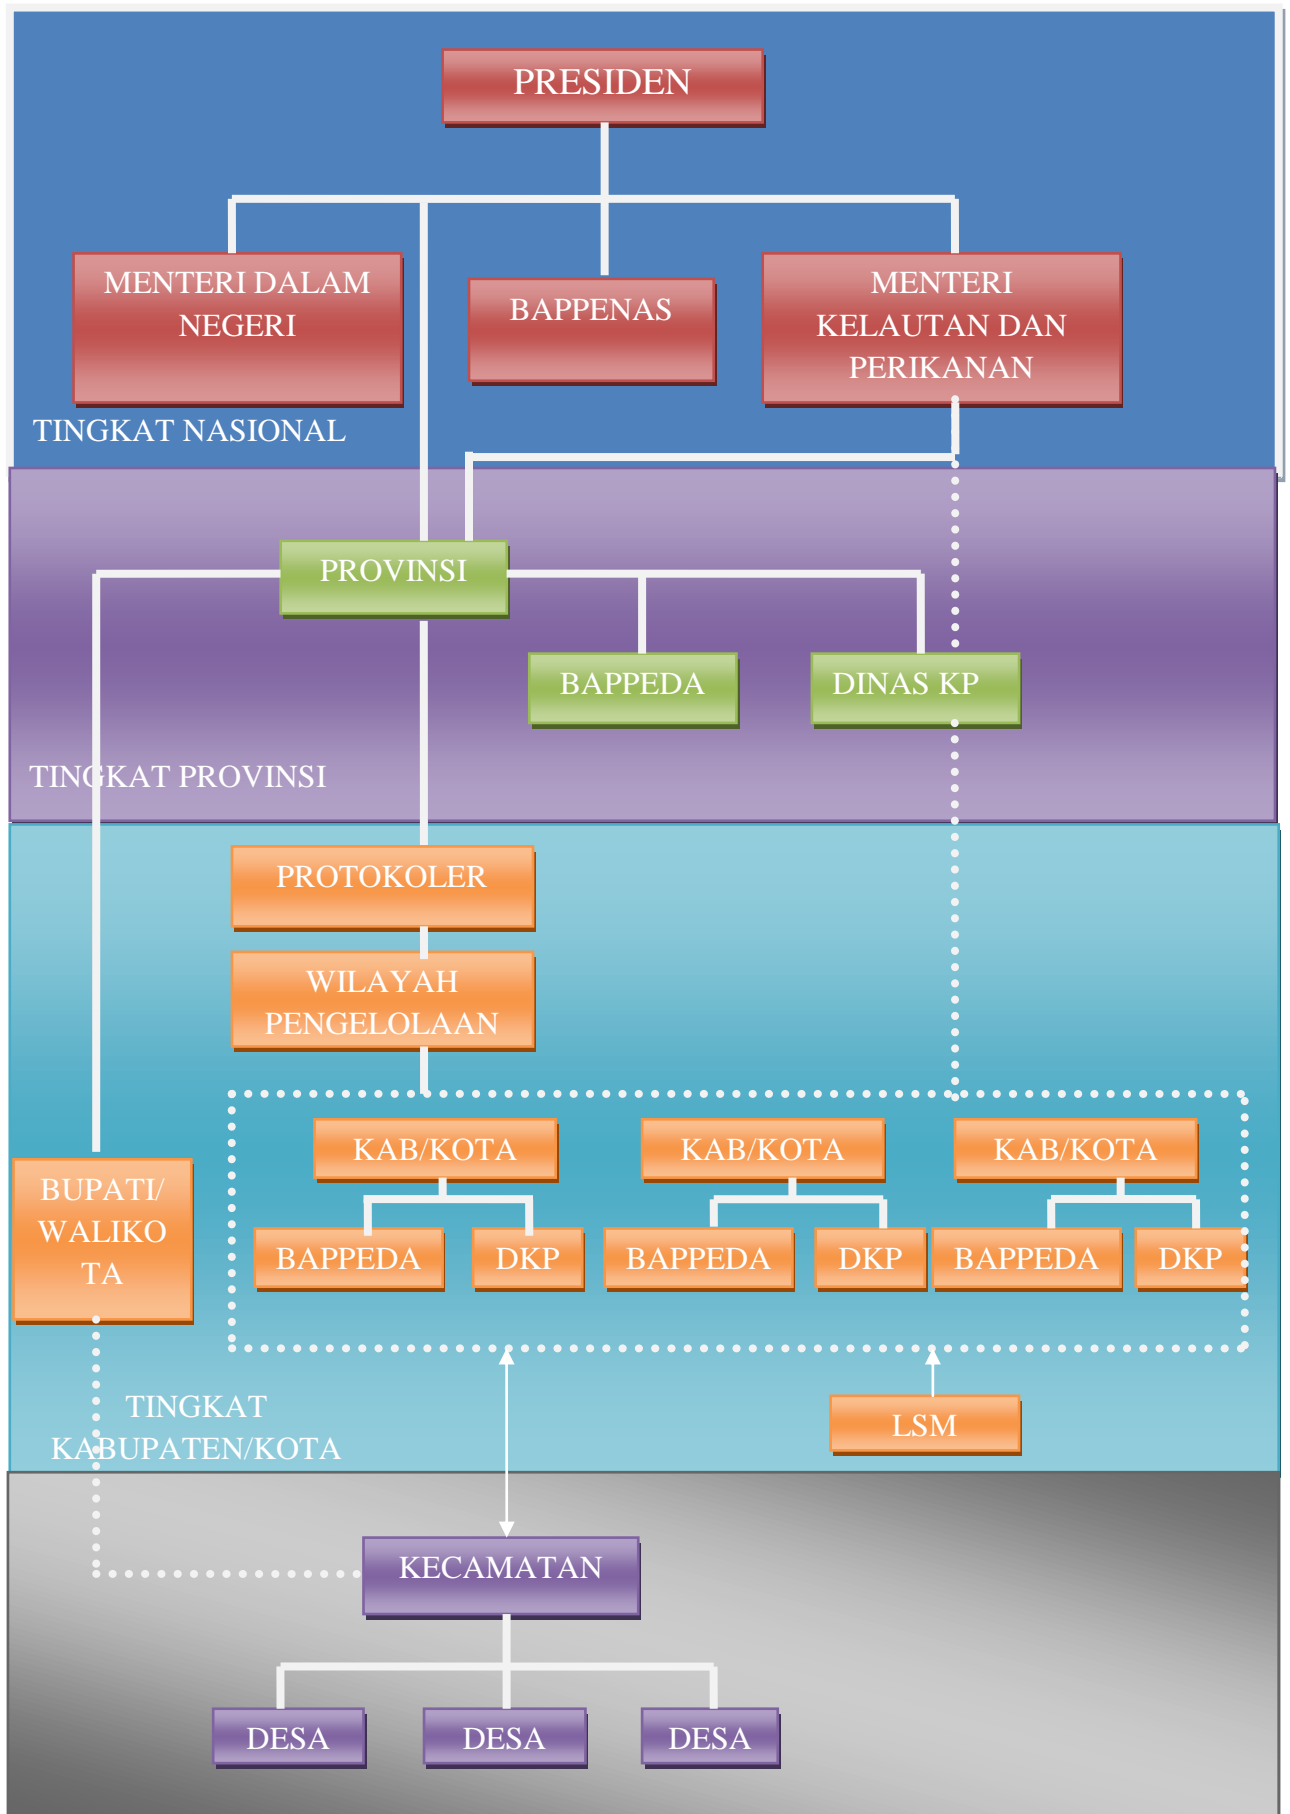 PRESIDEN
MENTERI DALAM
NEGERI
BAPPENAS
MENTERI
KELAUTAN DAN
PERIKANAN
TINGKAT NASIONAL
PROVINSI
BAPPEDA
DINAS KP
TINGKAT PROVINSI
PROTOKOLER
WILAYAH
PENGELOLAAN
KAB/KOTA
KAB/KOTA
KAB/KOTA
BUPATI/
WALIKO
TA
BAPPEDA
DKP
BAPPEDA
DKP
BAPPEDA
DKP
TINGKAT
KABUPATEN/KOTA
LSM
KECAMATAN
DESA
DESA
DESA